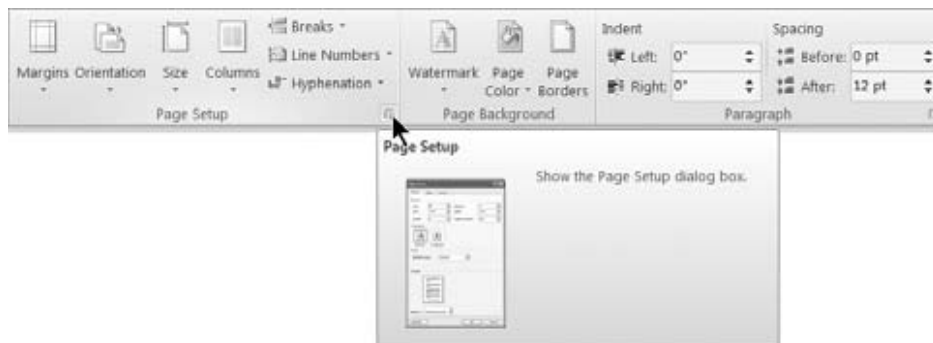 Breaks
Indent
Spacing
Line Numbers
Left: 0"
Before: 0 pt
Margins Orientation Size Columns
Hyphenation
Watermark Page Color Page Borders
Right: 0"
After: 12 pt
Page Setup
Page Background
Paragraph
Page Setup
Show the Page Setup dialog box.